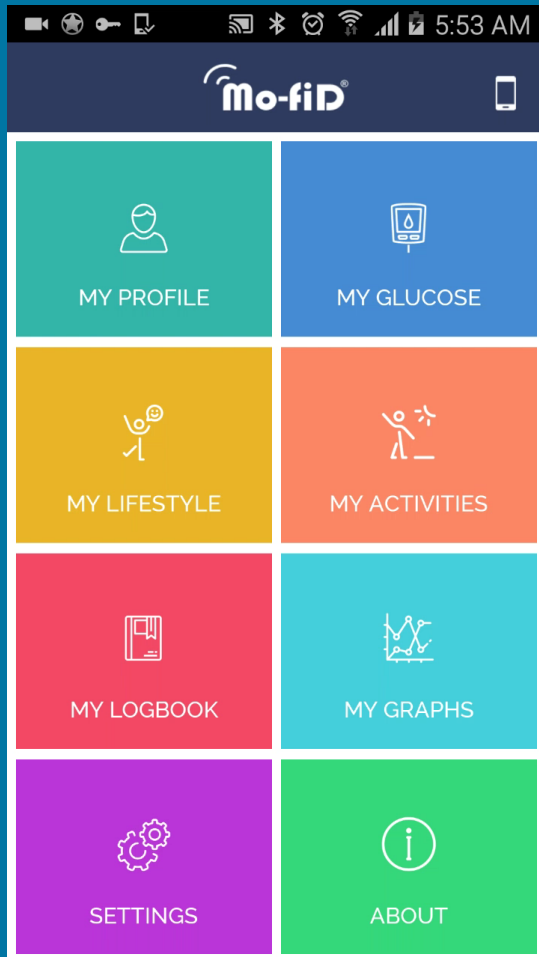 5:53 AM
Mo-fiD®
MY PROFILE
MY GLUCOSE
MY LIFESTYLE
MY ACTIVITIES
MY LOGBOOK
MY GRAPHS
SETTINGS
ABOUT